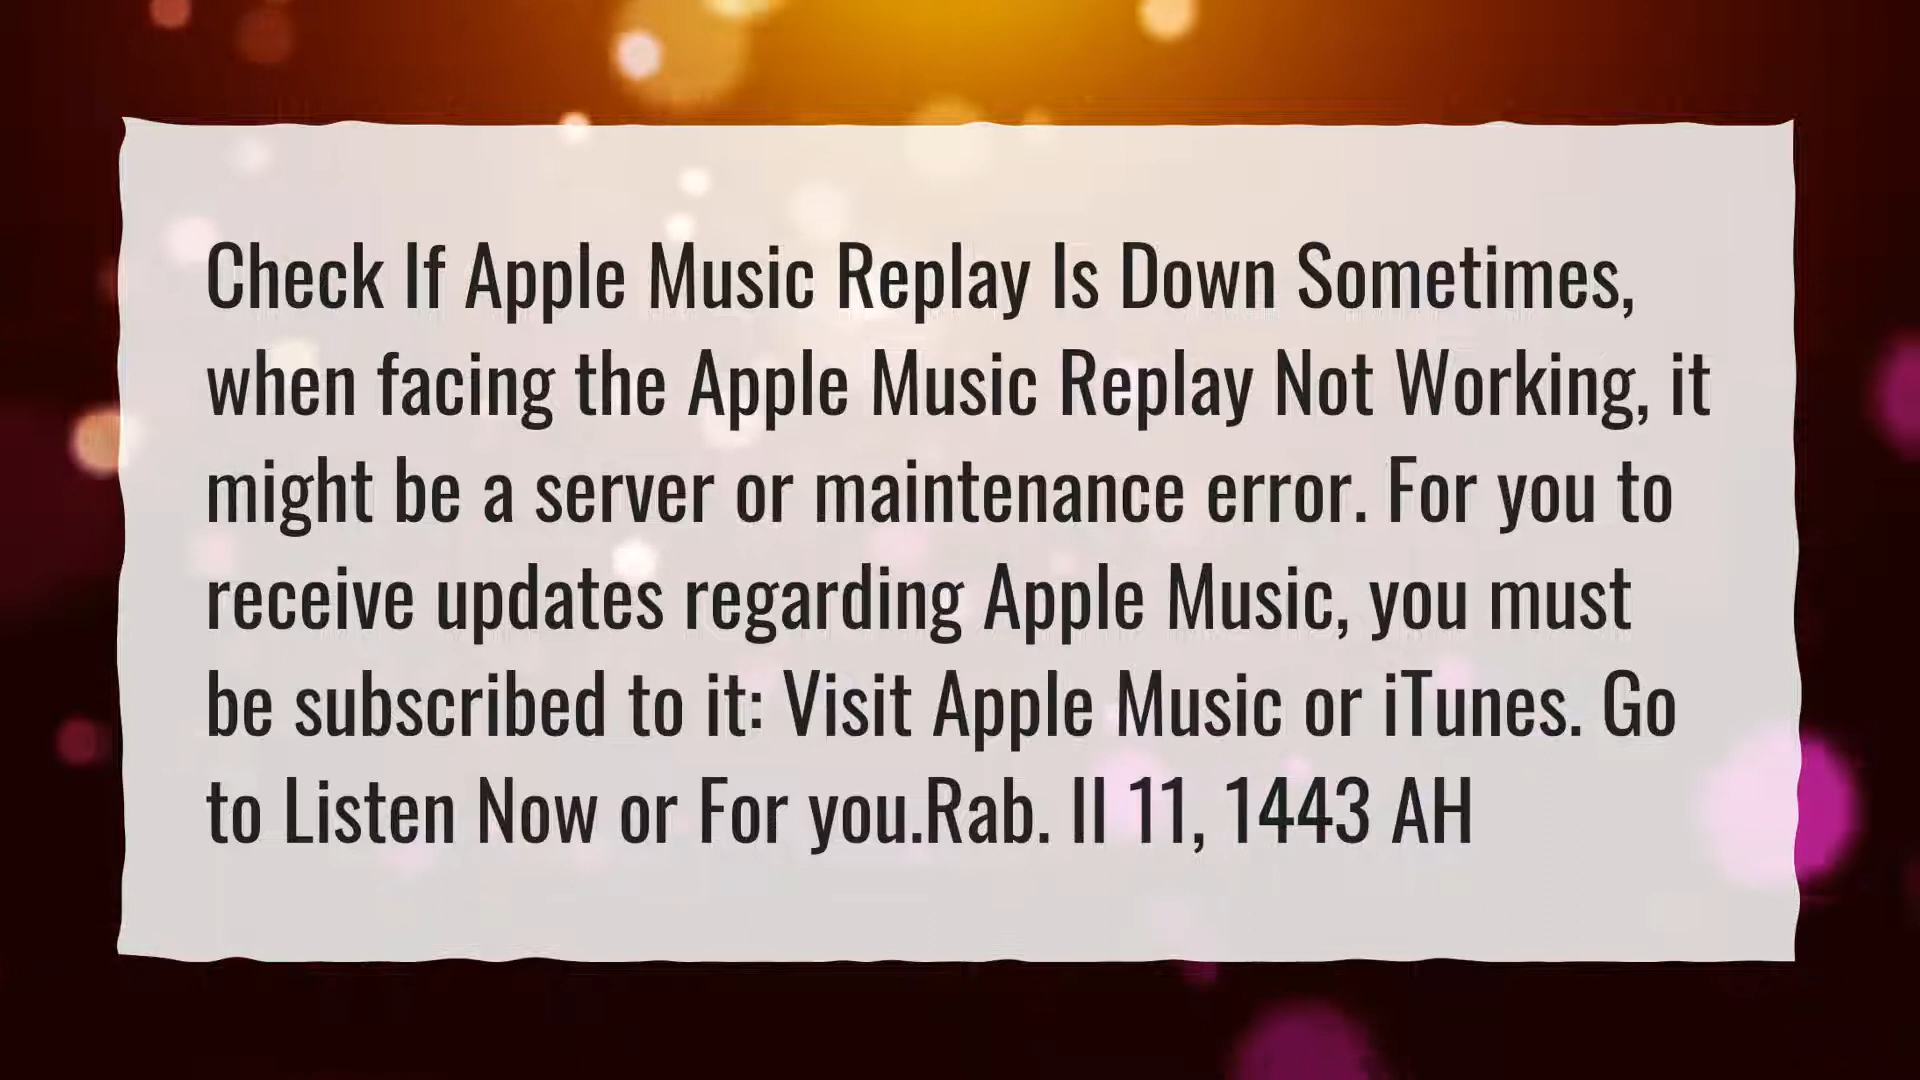 Check If Apple Music Replay Is Down Sometimes,
when facing the Apple Music Replay Not Working, it
might be a server or maintenance error. For you to
receive updates regarding Apple Music, you must
be subscribed to it: Visit Apple Music or iTunes. Go
to Listen Now or For you.Rab. II 11, 1443 AH